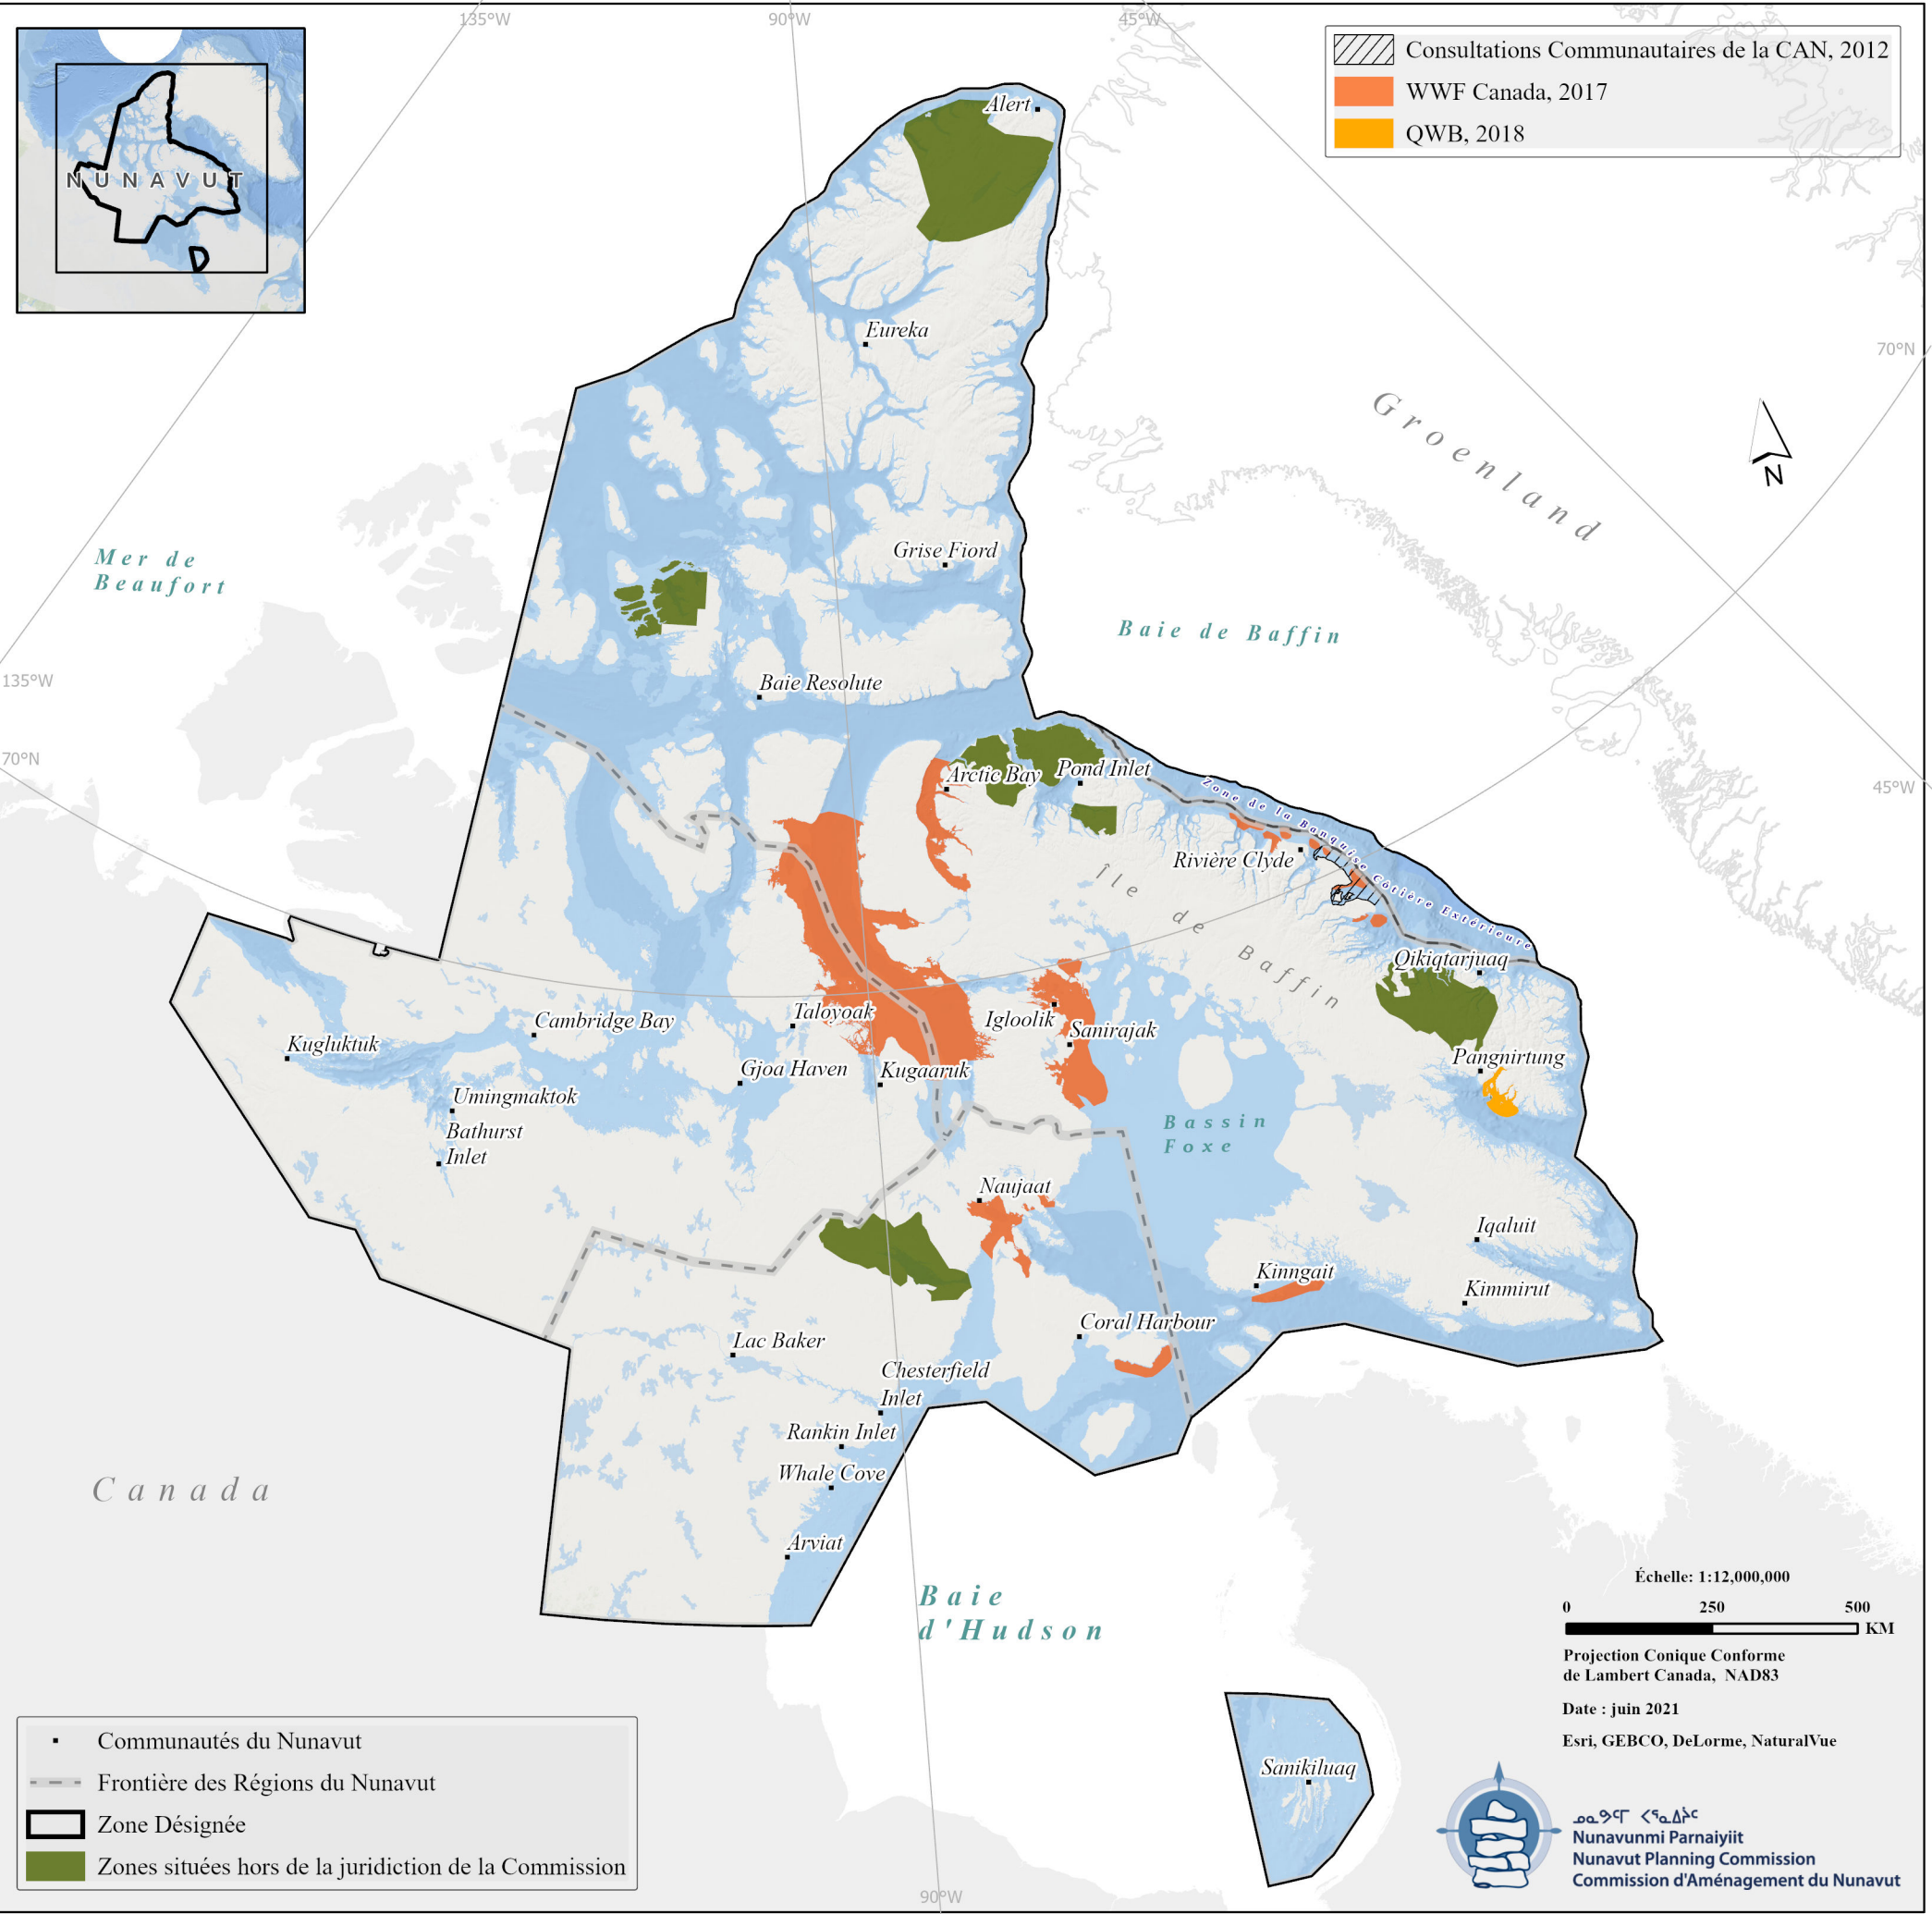 135°W
90°W
45°W
NUNAVUT
Consultations Communautaires de la CAN, 2012
WWF Canada, 2017
QWB, 2018
Alert
Eureka
70°N
Groenland
N
Grise Fiord
Mer de
Beaufort
Baie de Baffin
135°W
Baie Resolute
70°N
Arctic Bay
Pond Inlet
45°W
Zone de la Banquise Côtière Extérieure
Rivière Clyde
Île de Baffin
Qikiqtarjuaq
Taloyoak
Igloolik
Cambridge Bay
Sanirajak
Kugluktuk
Pangnirtung
Gjoa Haven
Kugaaruk
Umingmaktok
Bassin
Foxe
Bathurst
Inlet
Naujaat
Iqaluit
Kinngait
Kimmirut
Coral Harbour
Lac Baker
Chesterfield
Inlet
Rankin Inlet
Whale Cove
Canada
Arviat
Baie
d'Hudson
Échelle: 1:12,000,000
0 250 500
KM
Projection Conique Conforme
de Lambert Canada, NAD83
Date : juin 2021
Esri, GEBCO, DeLorme, NaturalVue
Sanikiluaq
Communautés du Nunavut
Frontière des Régions du Nunavut
Zone Désignée
Zones situées hors de la juridiction de la Commission
ᓄᓇᕗᒻᒥ ᐸᕐᓇᐃᔩᑦ
Nunavunmi Parnaiyiit
Nunavut Planning Commission
Commission d'Aménagement du Nunavut
90°W